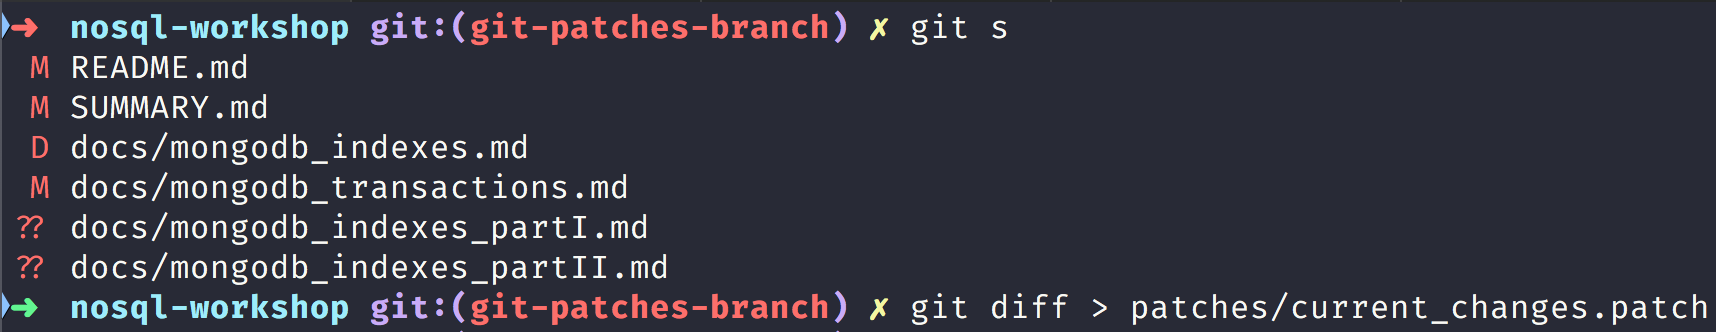 ➜ nosql-workshop git:(git-patches-branch) ✗ git s
M README.md
M SUMMARY.md
D docs/mongodb_indexes.md
M docs/mongodb_transactions.md
?? docs/mongodb_indexes_partI.md
?? docs/mongodb_indexes_partII.md
➜ nosql-workshop git:(git-patches-branch) ✗ git diff > patches/current_changes.patch